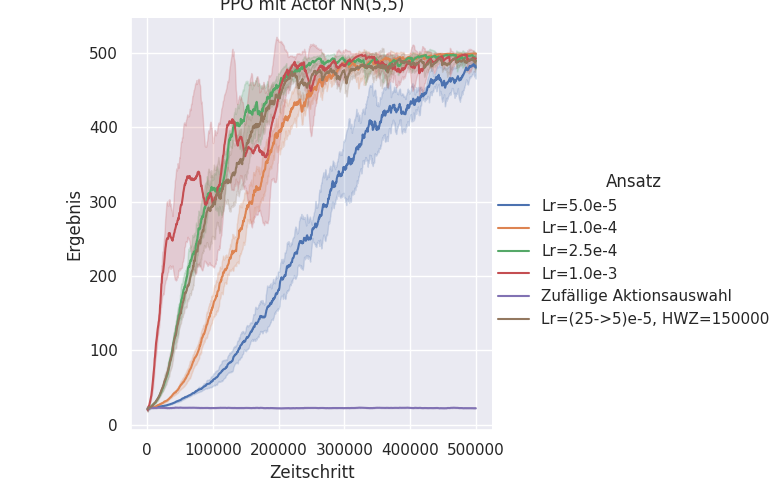 PPO mit Actor NN(5,5)
500
400
300
200
100
0
Ergebnis
0 100000 200000 300000 400000 500000
Zeitschritt
Ansatz
Lr=5.0e-5
Lr=1.0e-4
Lr=2.5e-4
Lr=1.0e-3
Zufällige Aktionsauswahl
Lr=(25->5)e-5, HWZ=150000